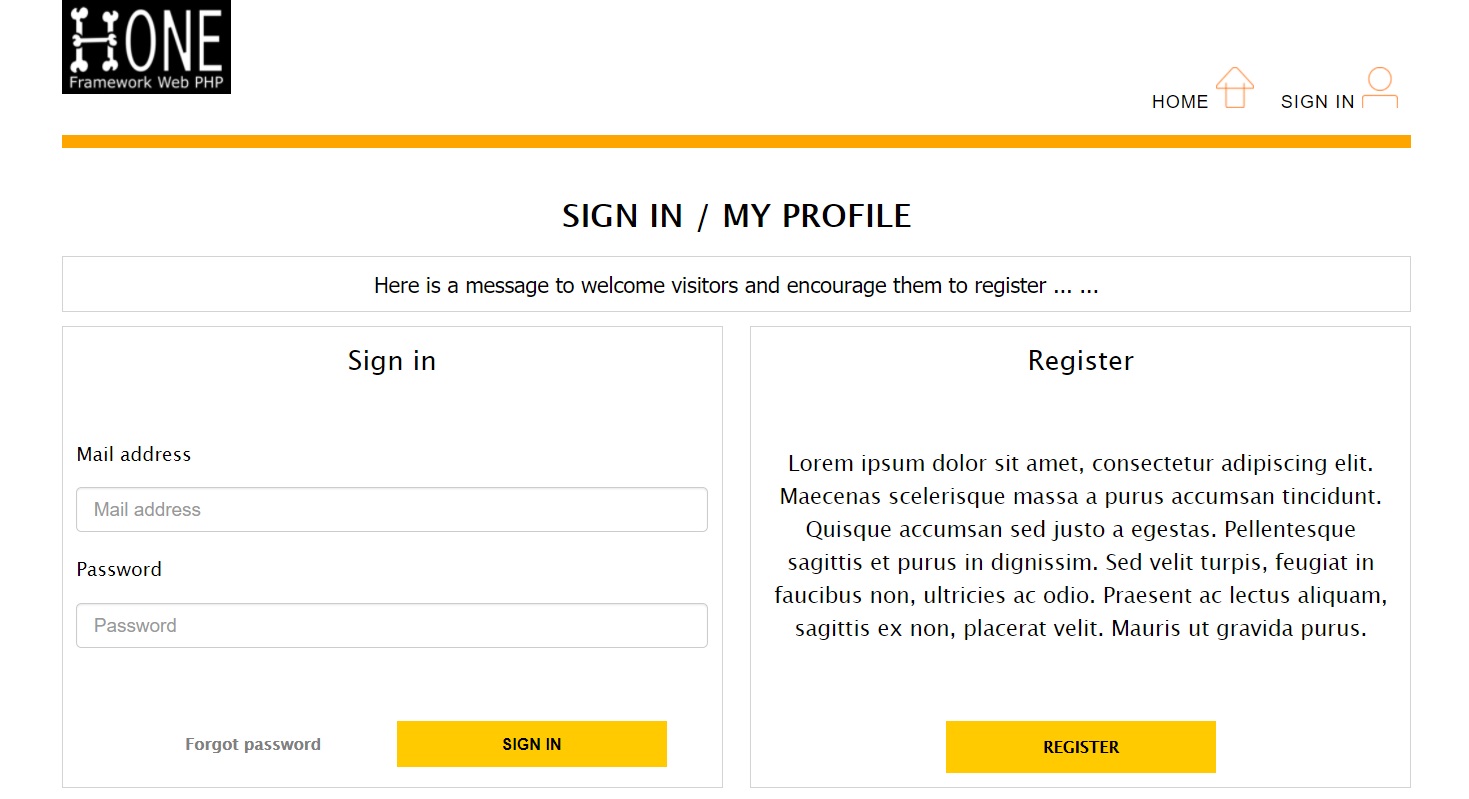 HONE
Framework Web PHP
HOME
SIGN IN
SIGN IN / MY PROFILE
Here is a message to welcome visitors and encourage them to register ... ...
Sign in
Mail address
Mail address
Password
Password
Forgot password
SIGN IN
Register
Lorem ipsum dolor sit amet, consectetur adipiscing elit.
Maecenas scelerisque massa a purus accumsan tincidunt.
Quisque accumsan sed justo a egestas. Pellentesque
sagittis et purus in dignissim. Sed velit turpis, feugiat in
faucibus non, ultricies ac odio. Praesent ac lectus aliquam,
sagittis ex non, placerat velit. Mauris ut gravida purus.
REGISTER